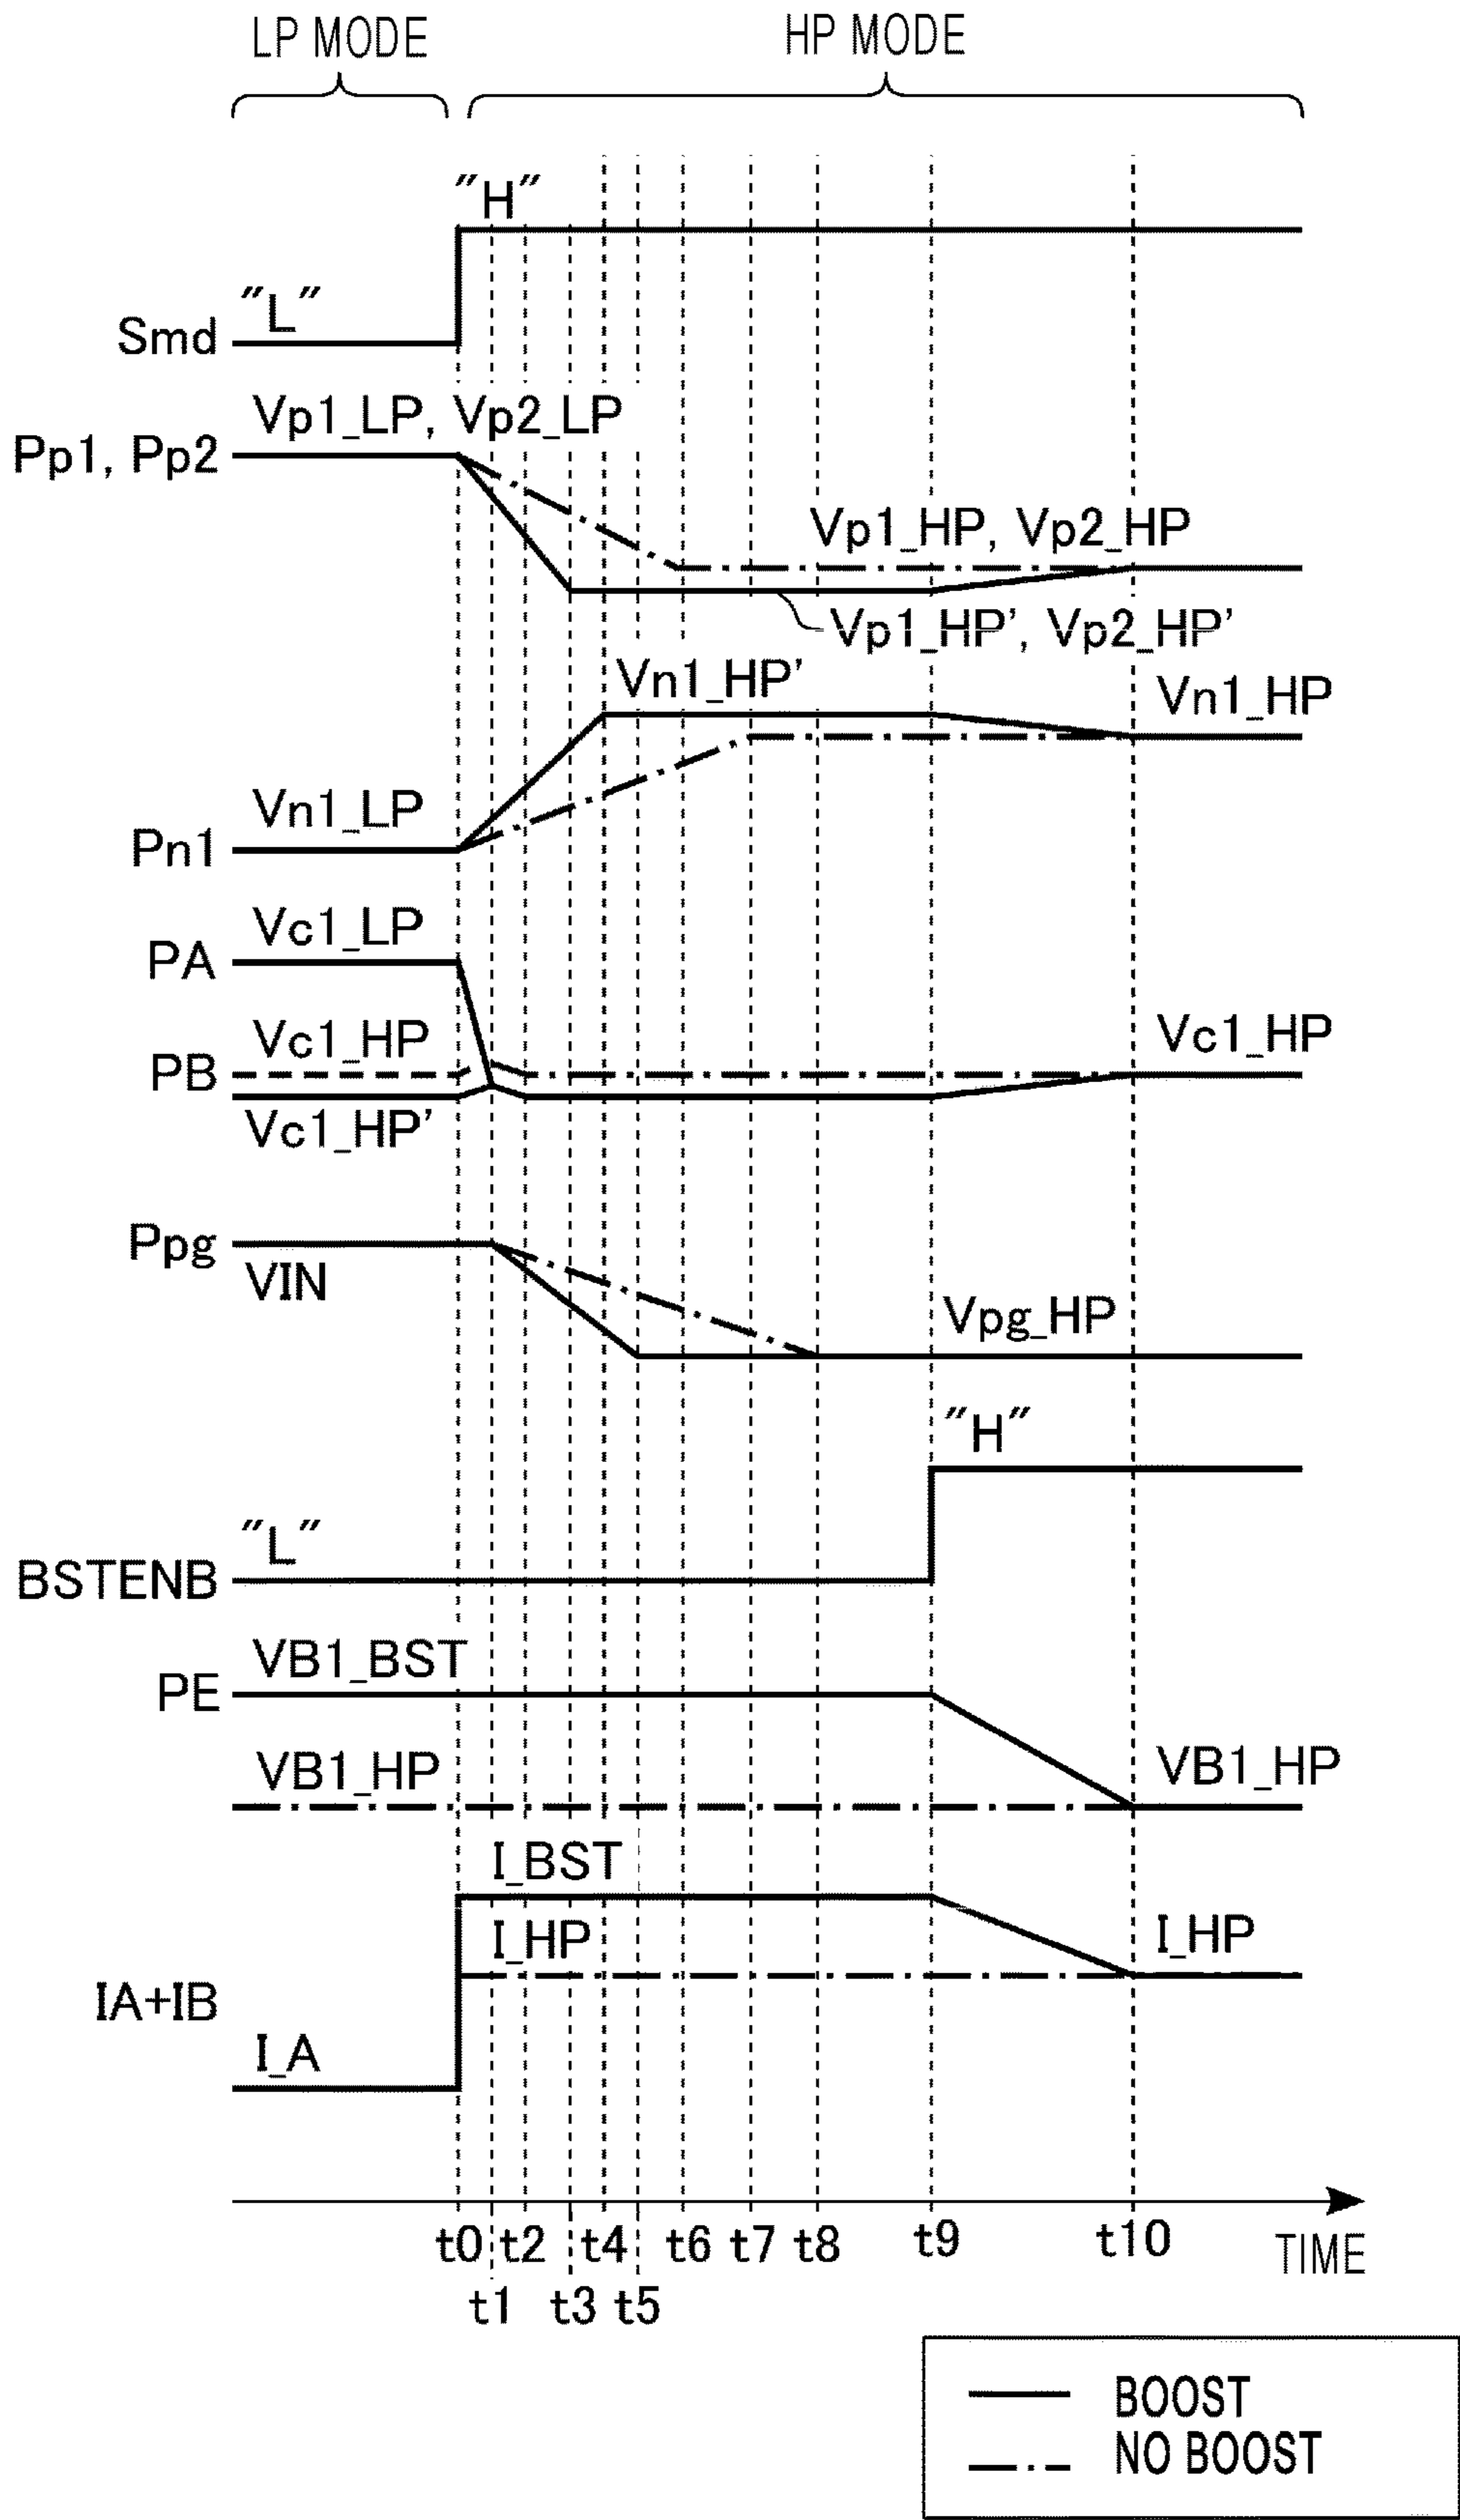 LP MODE HP MODE
"H"
"L"
Smd
Vp1_LP, Vp2_LP
Pp1, Pp2
Vp1_HP, Vp2_HP
Vp1_HP', Vp2_HP'
Vn1_HP' Vn1_HP
Vn1_LP
Pn1
Vc1_LP
PA
Vc1_HP Vc1_HP
PB
Vc1_HP'
Ppg
VIN
Vpg_HP
"H"
"L"
BSTENB
VB1_BST
PE
VB1_HP VB1_HP
I_BST
I_HP I_HP
IA+IB
I_A
t0 t2 t4 t6 t7 t8 t9 t10 TIME
t1 t3 t5
BOOST
NO BOOST